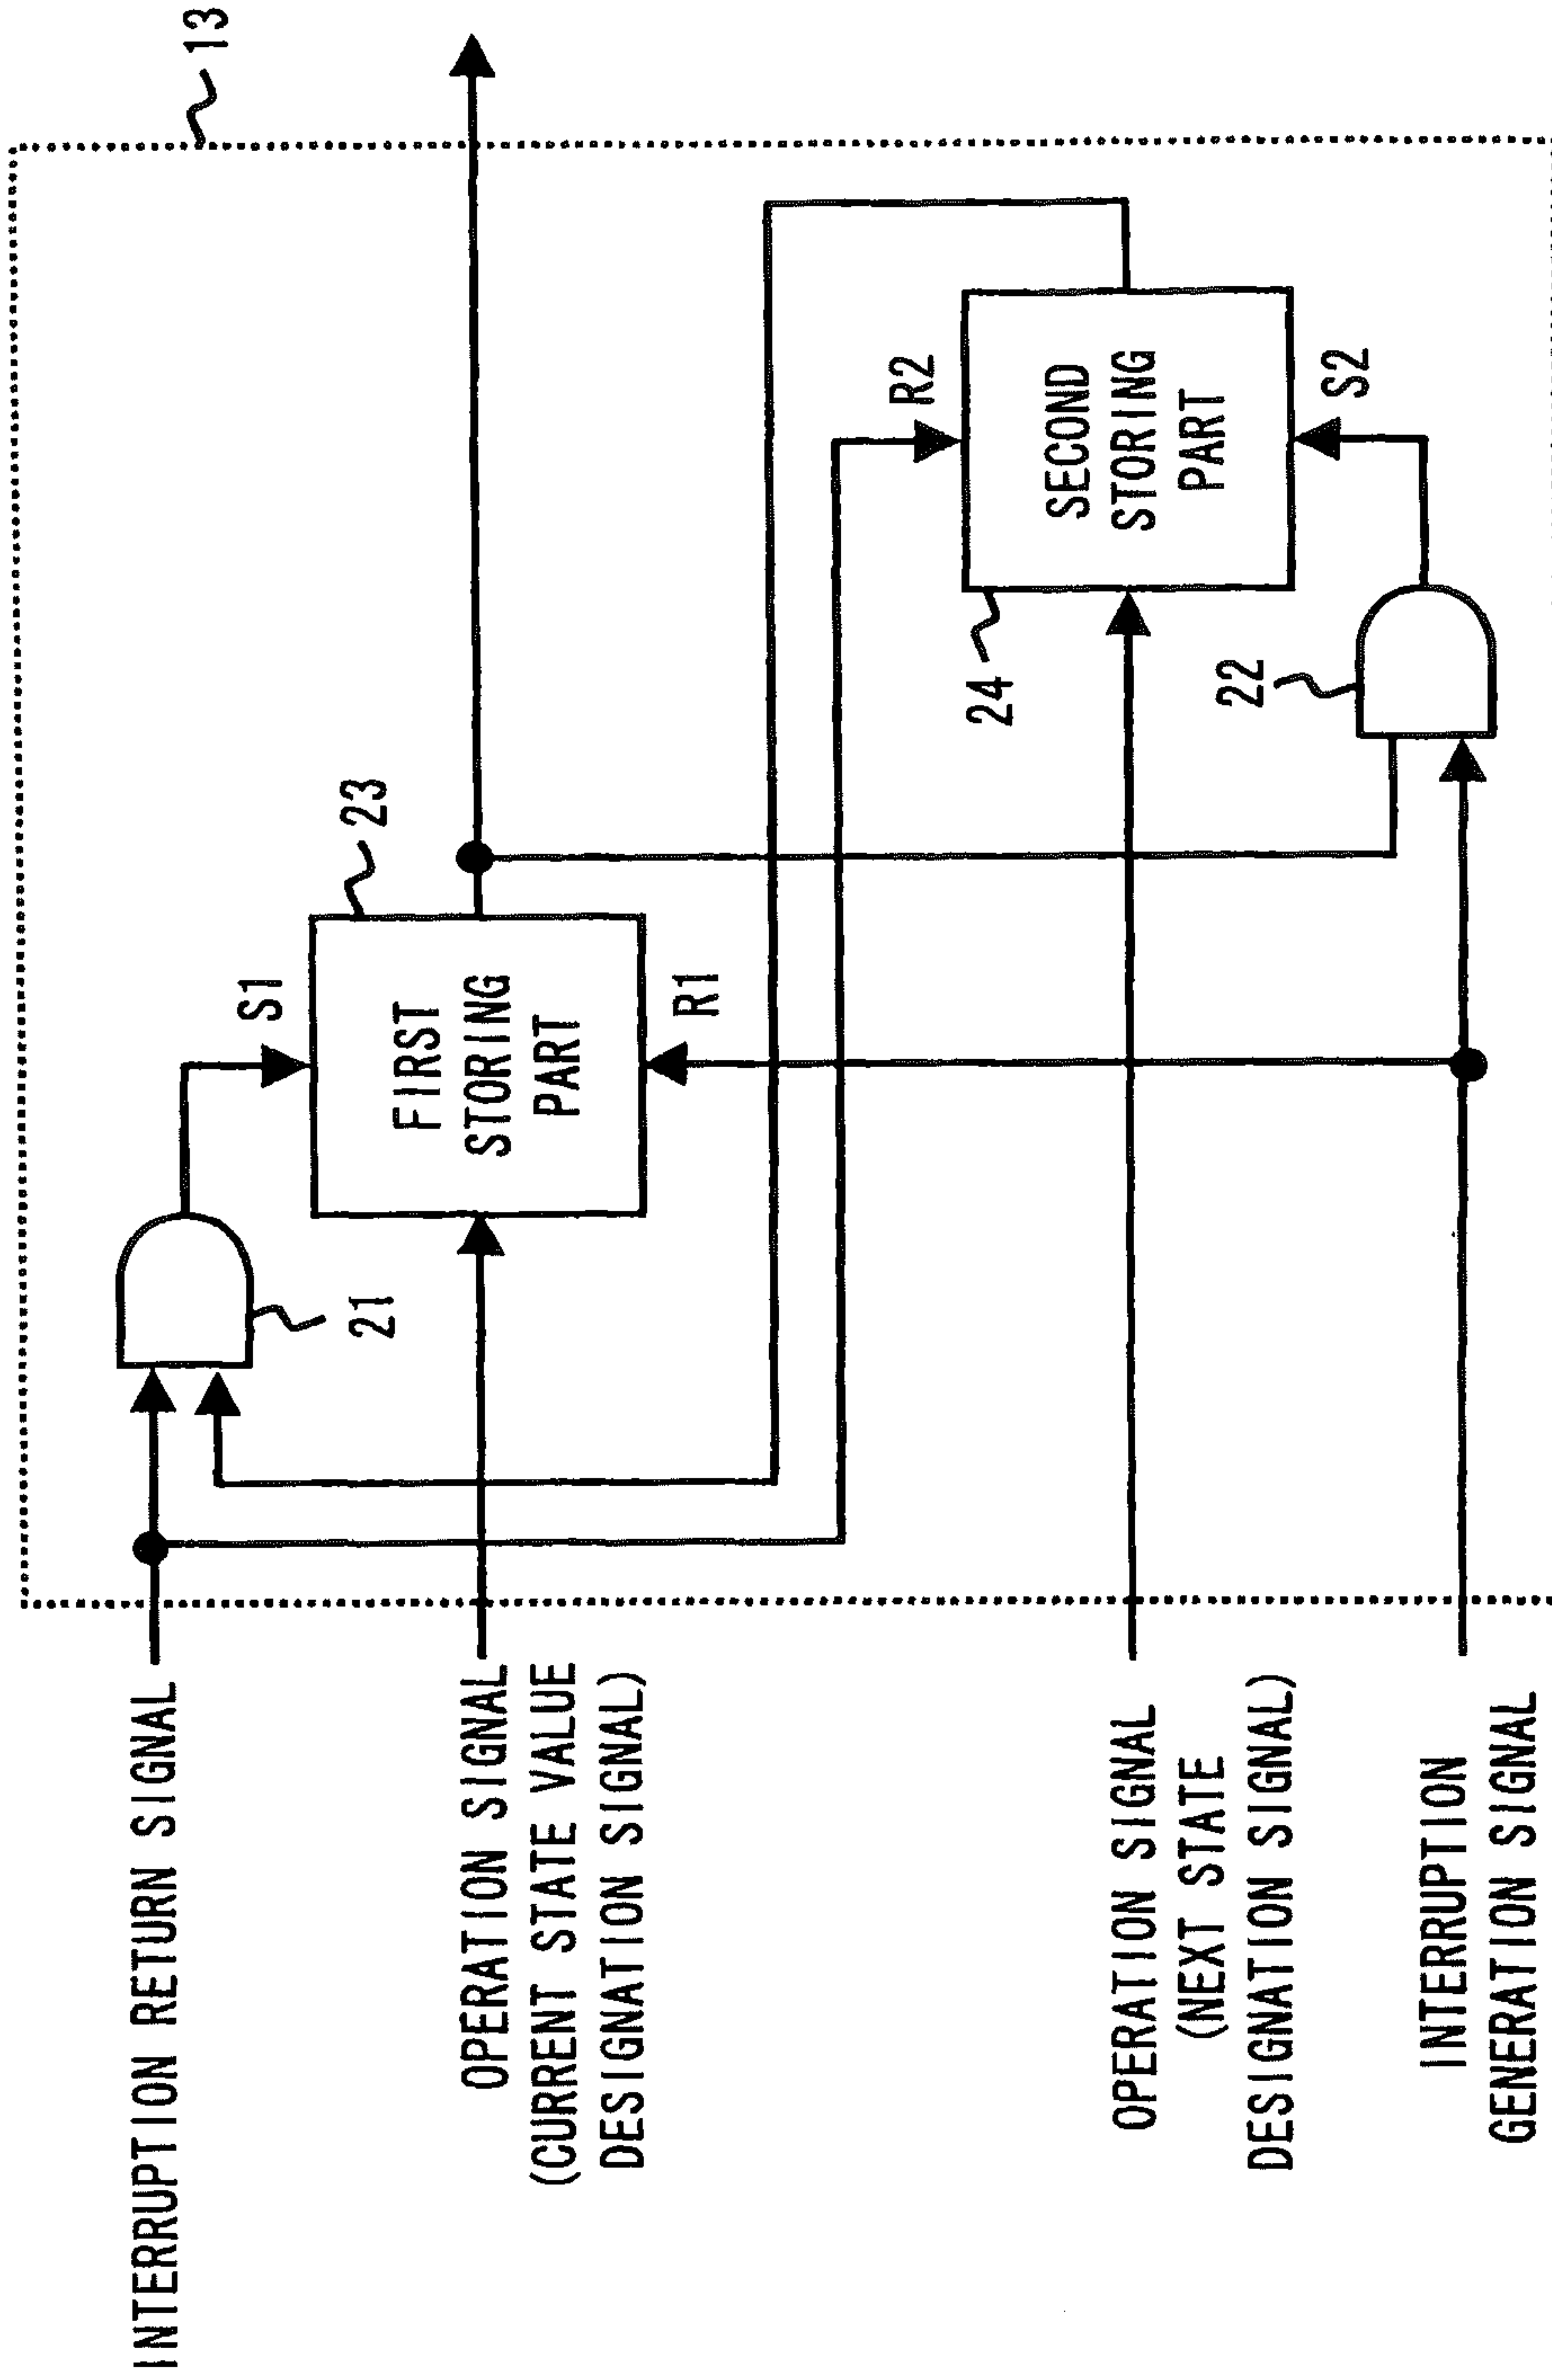 13
INTERRUPTION RETURN SIGNAL
21
S1
OPERATION SIGNAL
(CURRENT STATE VALUE
DESIGNATION SIGNAL)
FIRST
STORING
PART
23
R1
R2
OPERATION SIGNAL
(NEXT STATE
DESIGNATION SIGNAL)
24
SECOND
STORING
PART
S2
22
INTERRUPTION
GENERATION SIGNAL